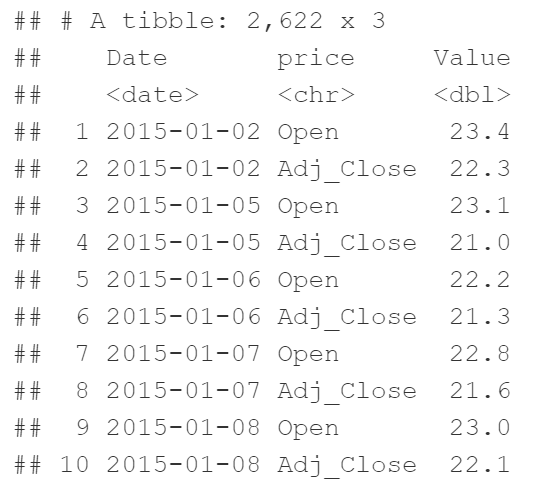 ## # A tibble: 2,622 x 3
##    Date       price     Value
##    <date>     <chr>     <dbl>
##  1 2015-01-02 Open       23.4
##  2 2015-01-02 Adj_Close  22.3
##  3 2015-01-05 Open       23.1
##  4 2015-01-05 Adj_Close  21.0
##  5 2015-01-06 Open       22.2
##  6 2015-01-06 Adj_Close  21.3
##  7 2015-01-07 Open       22.8
##  8 2015-01-07 Adj_Close  21.6
##  9 2015-01-08 Open       23.0
## 10 2015-01-08 Adj_Close  22.1